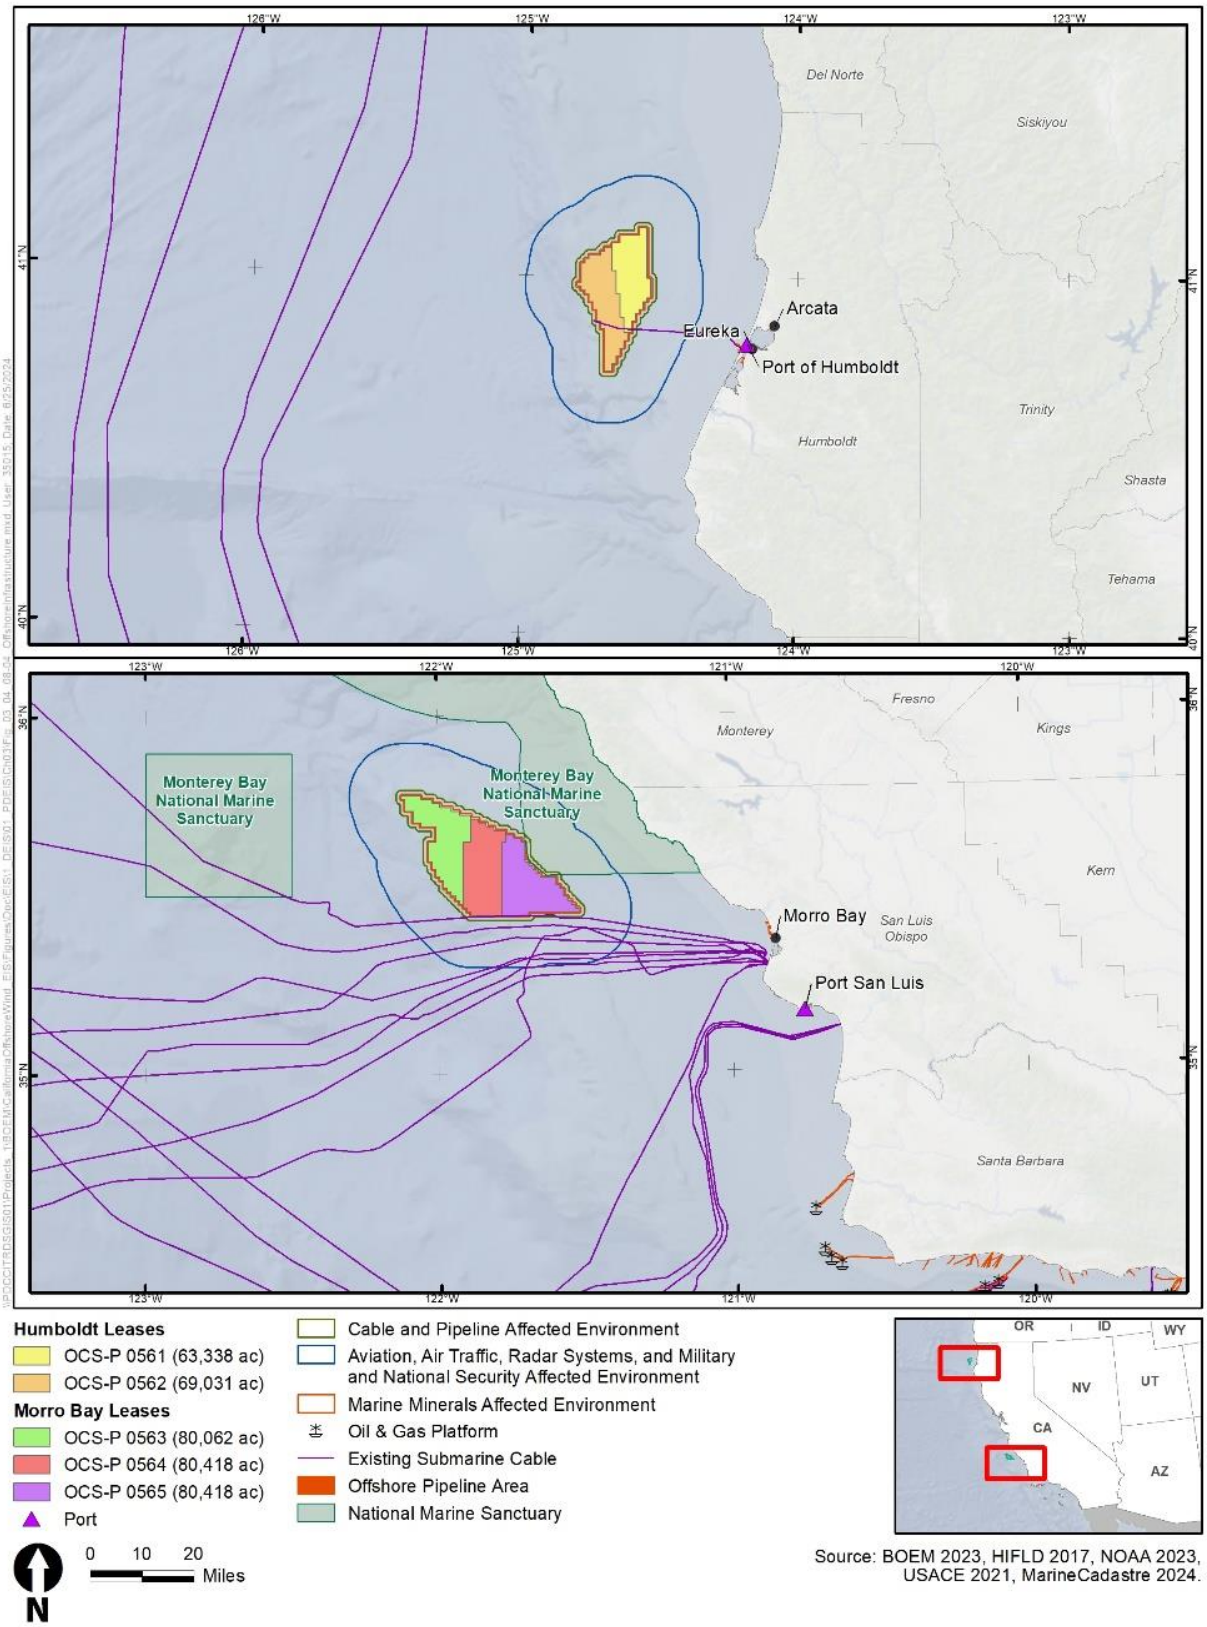 126°W
125°W
124°W
123°W
Del Norte
Siskiyou
41°N
41°N
Arcata
Eureka
Port of Humboldt
Trinity
Humboldt
Shasta
Tehama
40°N
40°N
126°W
125°W
124°W
123°W
123°W
122°W
121°W
120°W
36°N
36°N
Fresno
Monterey
Kings
Monterey Bay
National Marine
Sanctuary
Monterey Bay
National Marine
Sanctuary
Kern
Morro Bay
San Luis
Obispo
Port San Luis
35°N
35°N
Santa Barbara
123°W
122°W
121°W
120°W
Humboldt Leases
OCS-P 0561 (63,338 ac)
OCS-P 0562 (69,031 ac)
Morro Bay Leases
OCS-P 0563 (80,062 ac)
OCS-P 0564 (80,418 ac)
OCS-P 0565 (80,418 ac)
Port
Cable and Pipeline Affected Environment
Aviation, Air Traffic, Radar Systems, and Military
and National Security Affected Environment
Marine Minerals Affected Environment
Oil & Gas Platform
Existing Submarine Cable
Offshore Pipeline Area
National Marine Sanctuary
OR
ID
WY
NV
UT
CA
AZ
0 10 20
Miles
N
Source: BOEM 2023, HIFLD 2017, NOAA 2023,
USACE 2021, MarineCadastre 2024.